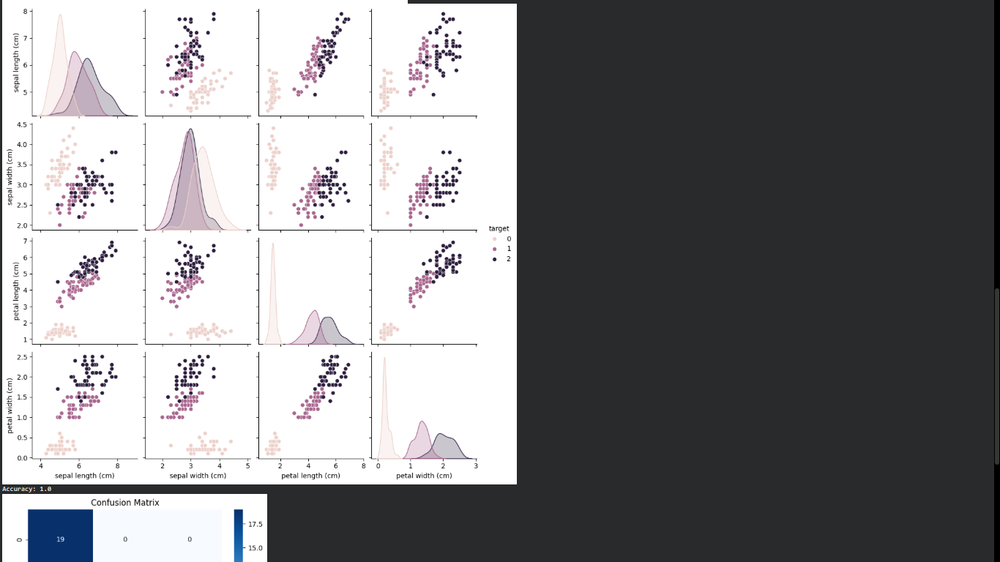 8
7
6
5
sepal length (cm)
4.5
4.0
3.5
3.0
2.5
2.0
sepal width (cm)
target
0
1
2
7
6
5
4
3
2
1
petal length (cm)
2.5
2.0
1.5
1.0
0.5
0.0
petal width (cm)
4 6 8 2 3 4 5 2 4 6 8 0 1 2 3
sepal length (cm) sepal width (cm) petal length (cm) petal width (cm)
Accuracy: 1.0
Confusion Matrix
0 19 0 0
17.5
15.0